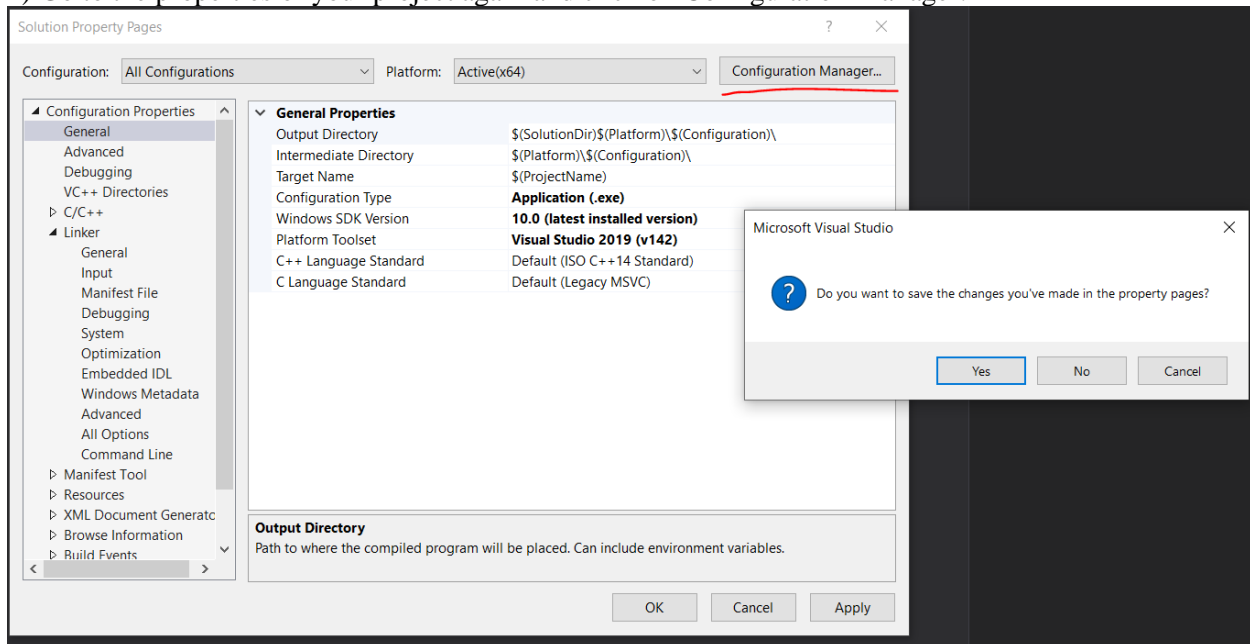 Solution Property Pages
? ×
Configuration: All Configurations Platform: Active(x64) Configuration Manager...
Configuration Properties
General
Advanced
Debugging
VC++ Directories
C/C++
Linker
General
Input
Manifest File
Debugging
System
Optimization
Embedded IDL
Windows Metadata
Advanced
All Options
Command Line
Manifest Tool
Resources
XML Document Generatc
Browse Information
Build Events
General Properties
Output Directory $(SolutionDir)$(Platform)\$(Configuration)\
Intermediate Directory $(Platform)\$(Configuration)\
Target Name $(ProjectName)
Configuration Type Application (.exe)
Windows SDK Version 10.0 (latest installed version)
Platform Toolset Visual Studio 2019 (v142)
C++ Language Standard Default (ISO C++14 Standard)
C Language Standard Default (Legacy MSVC)
Output Directory
Path to where the compiled program will be placed. Can include environment variables.
OK Cancel Apply
Microsoft Visual Studio
Do you want to save the changes you've made in the property pages?
Yes No Cancel